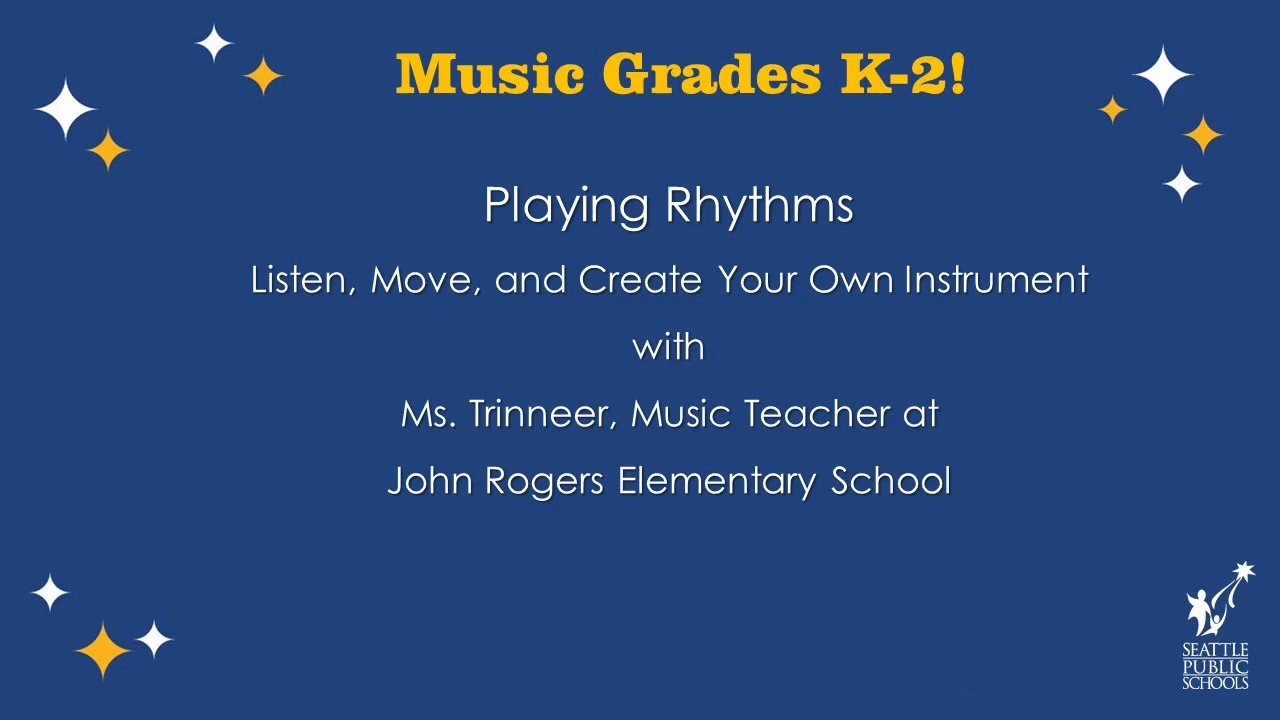 Music Grades K-2!
Playing Rhythms
Listen, Move, and Create Your Own Instrument
with
Ms. Trinneer, Music Teacher at
John Rogers Elementary School
SEATTLE
PUBLIC
SCHOOLS